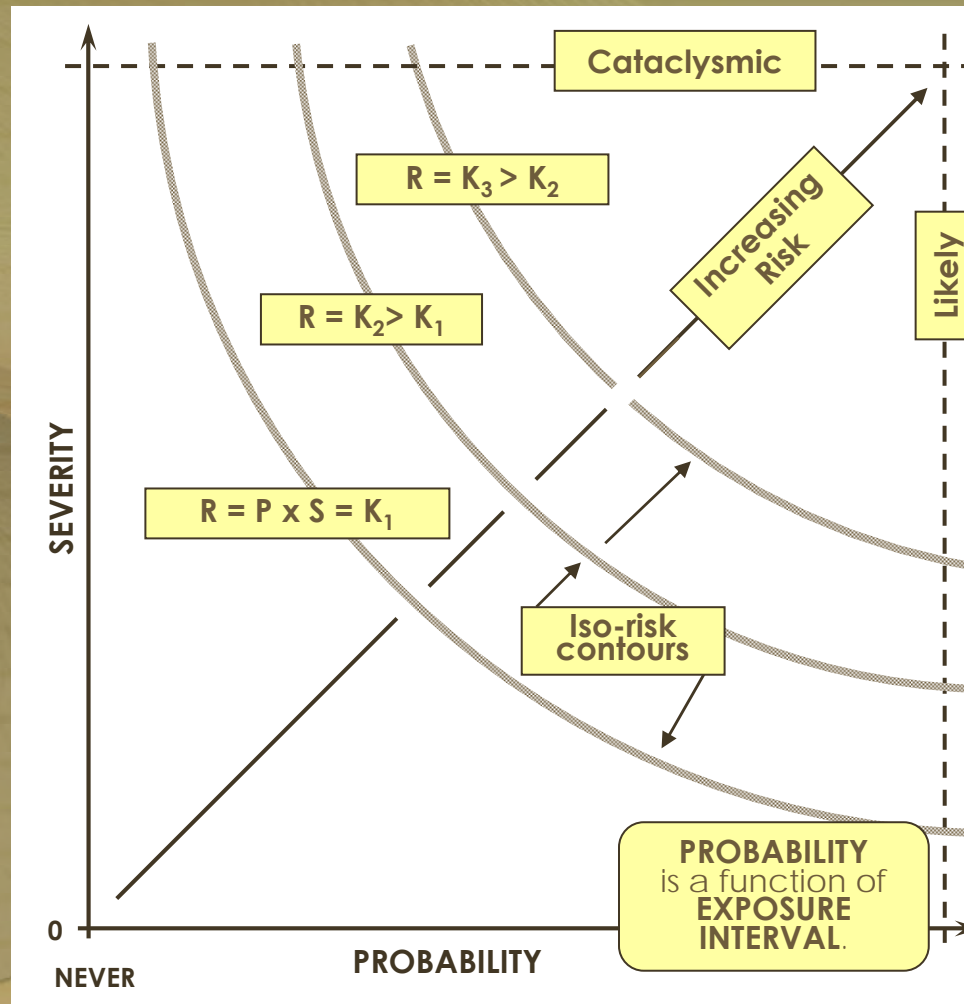 Cataclysmic
R = K₃ > K₂
Increasing
Risk
Likely
R = K₂> K₁
SEVERITY
R = P x S = K₁
Iso-risk
contours
PROBABILITY
is a function of
EXPOSURE
INTERVAL.
0
NEVER
PROBABILITY